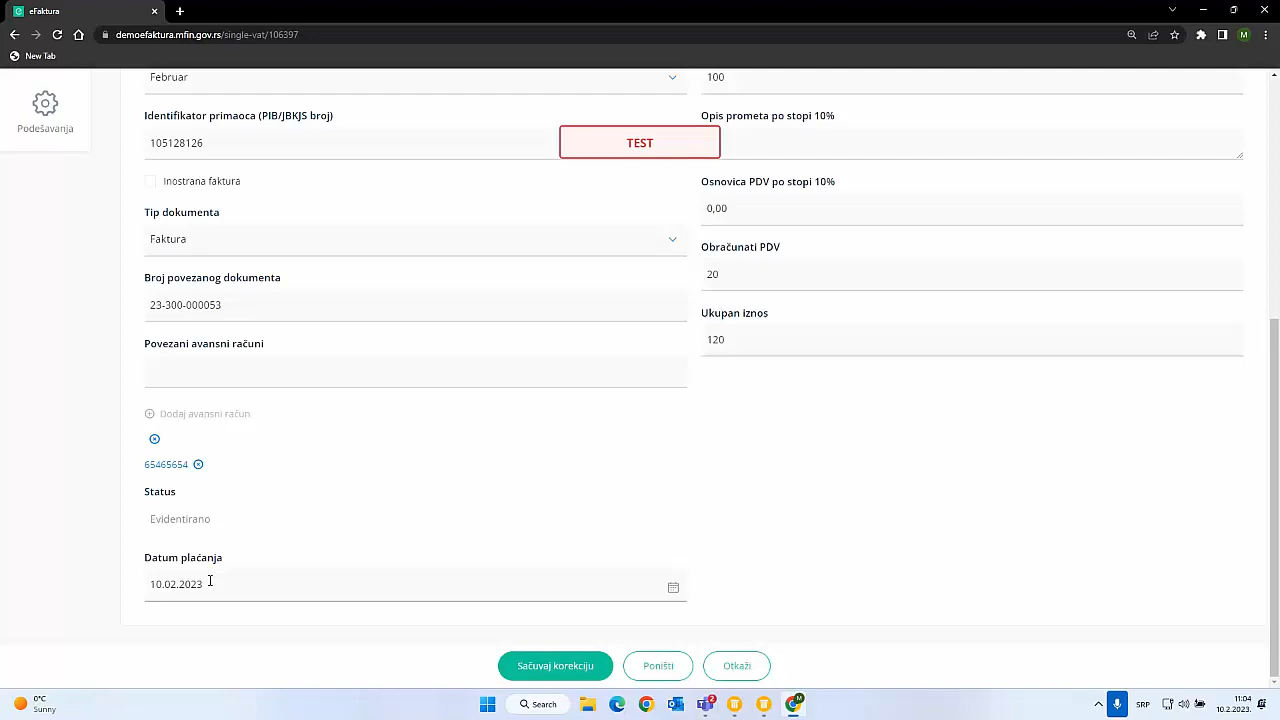 eFaktura
demoefaktura.mfin.gov.rs/single-vat/106397
M
New Tab
Podešavanja
Februar
100
Identifikator primaoca (PIB/JBKJS broj)
Opis prometa po stopi 10%
105128126
TEST
Inostrana faktura
Osnovica PDV po stopi 10%
0,00
Tip dokumenta
Faktura
Obračunati PDV
20
Broj povezanog dokumenta
23-300-000053
Ukupan iznos
120
Povezani avansni računi
Dodaj avansni račun
65465654
Status
Evidentirano
Datum plaćanja
10.02.2023
Sačuvaj korekciju
Poništi
Otkaži
0°C
Sunny
Search
2
M
SRP
11:04
10.2.2023.